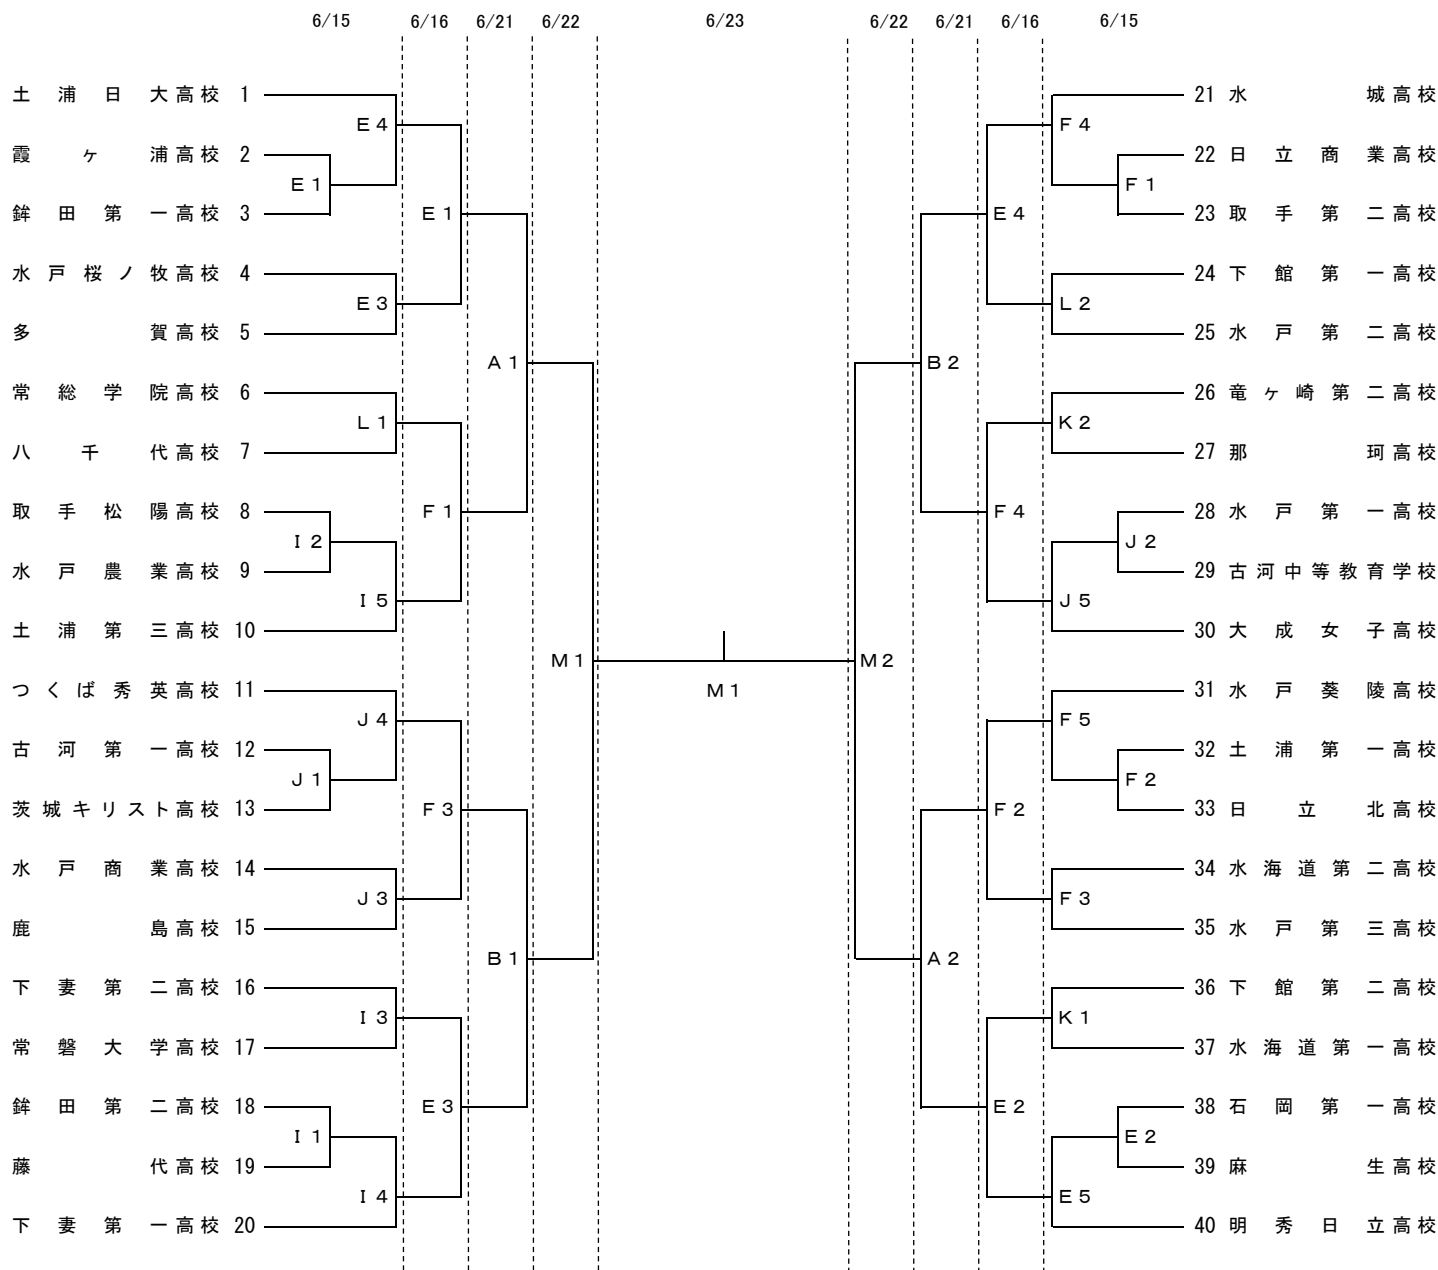 6/15 6/16 6/21 6/22 6/23 6/22 6/21 6/16 6/15
土浦日大高校 1 21 水城高校
E4 F4
霞ヶ浦高校 2 22 日立商業高校
E1 F1
鉾田第一高校 3 E1 E4 23 取手第二高校
水戸桜ノ牧高校 4 24 下館第一高校
E3 L2
多賀高校 5 25 水戸第二高校
A1 B2
常総学院高校 6 26 竜ヶ崎第二高校
L1 K2
八千代高校 7 27 那珂高校
取手松陽高校 8 F1 F4 28 水戸第一高校
I2 J2
水戸農業高校 9 29 古河中等教育学校
I5 J5
土浦第三高校 10 30 大成女子高校
M1 M2
つくば秀英高校 11 M1 31 水戸葵陵高校
J4 F5
古河第一高校 12 32 土浦第一高校
J1 F2
茨城キリスト高校 13 F3 F2 33 日立北高校
水戸商業高校 14 34 水海道第二高校
J3 F3
鹿島高校 15 35 水戸第三高校
B1 A2
下妻第二高校 16 36 下館第二高校
I3 K1
常磐大学高校 17 37 水海道第一高校
鉾田第二高校 18 E3 E2 38 石岡第一高校
I1 E2
藤代高校 19 39 麻生高校
I4 E5
下妻第一高校 20 40 明秀日立高校